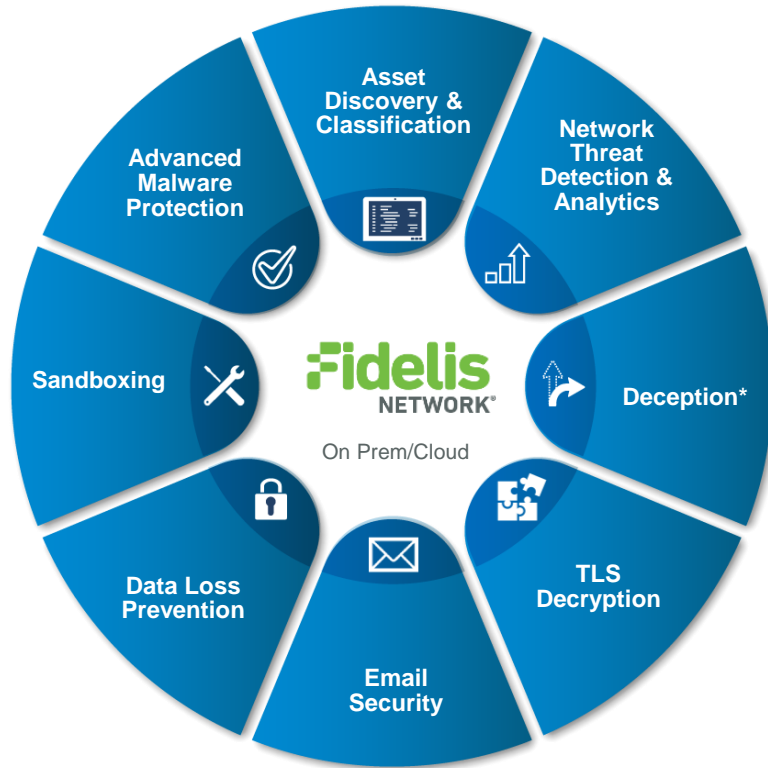 Asset
Discovery &
Classification
Network
Threat
Detection &
Analytics
Deception*
TLS
Decryption
Email
Security
Data Loss
Prevention
Sandboxing
Advanced
Malware
Protection
Fidelis
NETWORK®
On Prem/Cloud